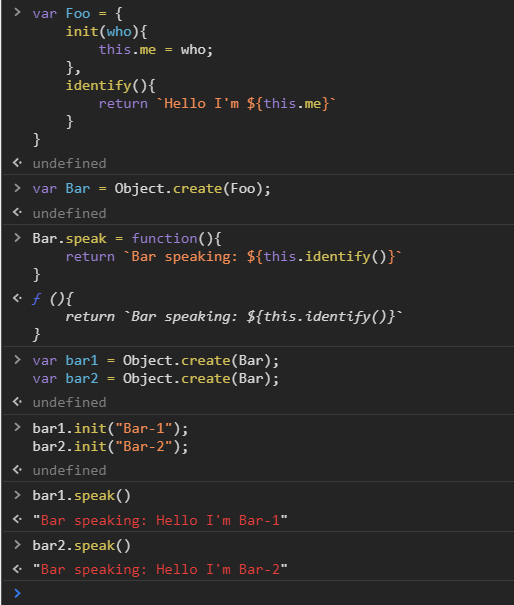 > var Foo = {
      init(who){
          this.me = who;
      },
      identify(){
          return `Hello I'm ${this.me}`
      }
  }
<· undefined
> var Bar = Object.create(Foo);
<· undefined
> Bar.speak = function(){
      return `Bar speaking: ${this.identify()}`
  }
<· ƒ (){
      return `Bar speaking: ${this.identify()}`
  }
> var bar1 = Object.create(Bar);
  var bar2 = Object.create(Bar);
<· undefined
> bar1.init("Bar-1");
  bar2.init("Bar-2");
<· undefined
> bar1.speak()
<· "Bar speaking: Hello I'm Bar-1"
> bar2.speak()
<· "Bar speaking: Hello I'm Bar-2"
>